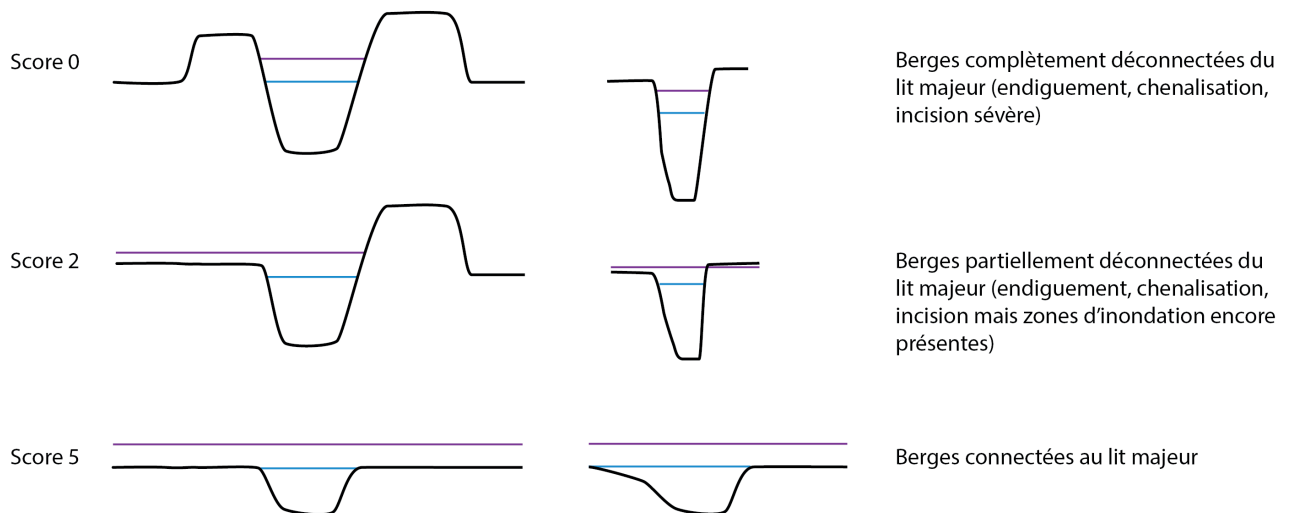 Score 0
Berges complètement déconnectées du
lit majeur (endiguement, chenalisation,
incision sévère)
Score 2
Berges partiellement déconnectées du
lit majeur (endiguement, chenalisation,
incision mais zones d’inondation encore
présentes)
Score 5
Berges connectées au lit majeur